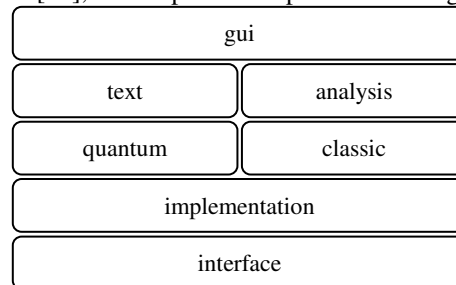 gui
text analysis
quantum classic
implementation
interface